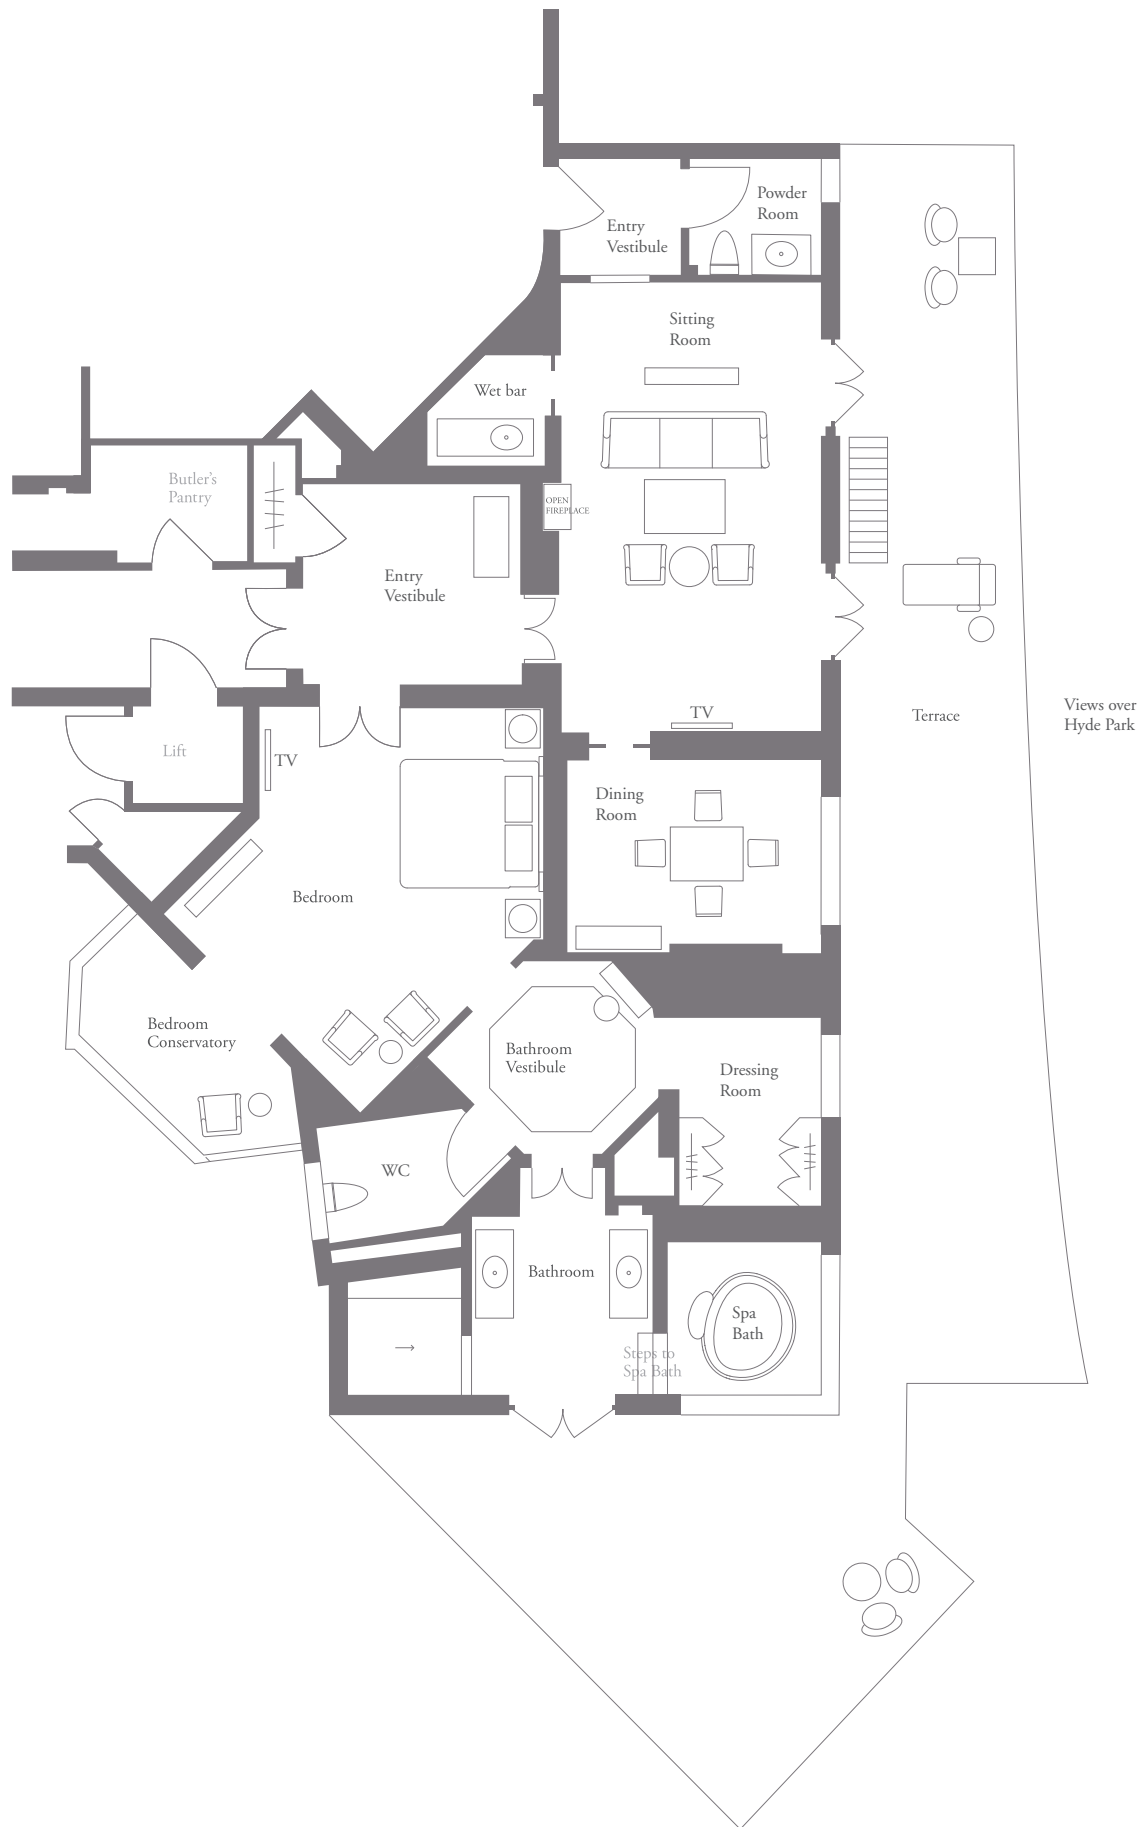 Powder
Room
Entry
Vestibule
Sitting
Room
Wet bar
Butler's
Pantry
OPEN
FIREPLACE
Entry
Vestibule
Views over
Hyde Park
Terrace
TV
Lift
TV
Dining
Room
Bedroom
Bedroom
Conservatory
Bathroom
Vestibule
Dressing
Room
WC
Bathroom
Spa
Bath
Steps to
Spa Bath